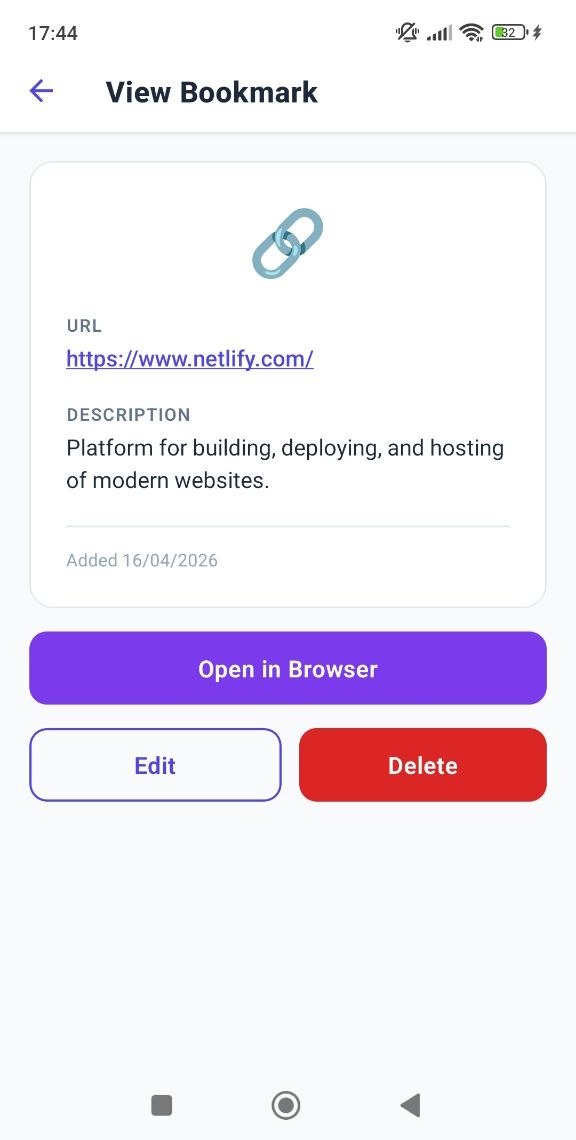 17:44
32
View Bookmark
URL
https://www.netlify.com/
DESCRIPTION
Platform for building, deploying, and hosting
of modern websites.
Added 16/04/2026
Open in Browser
Edit
Delete